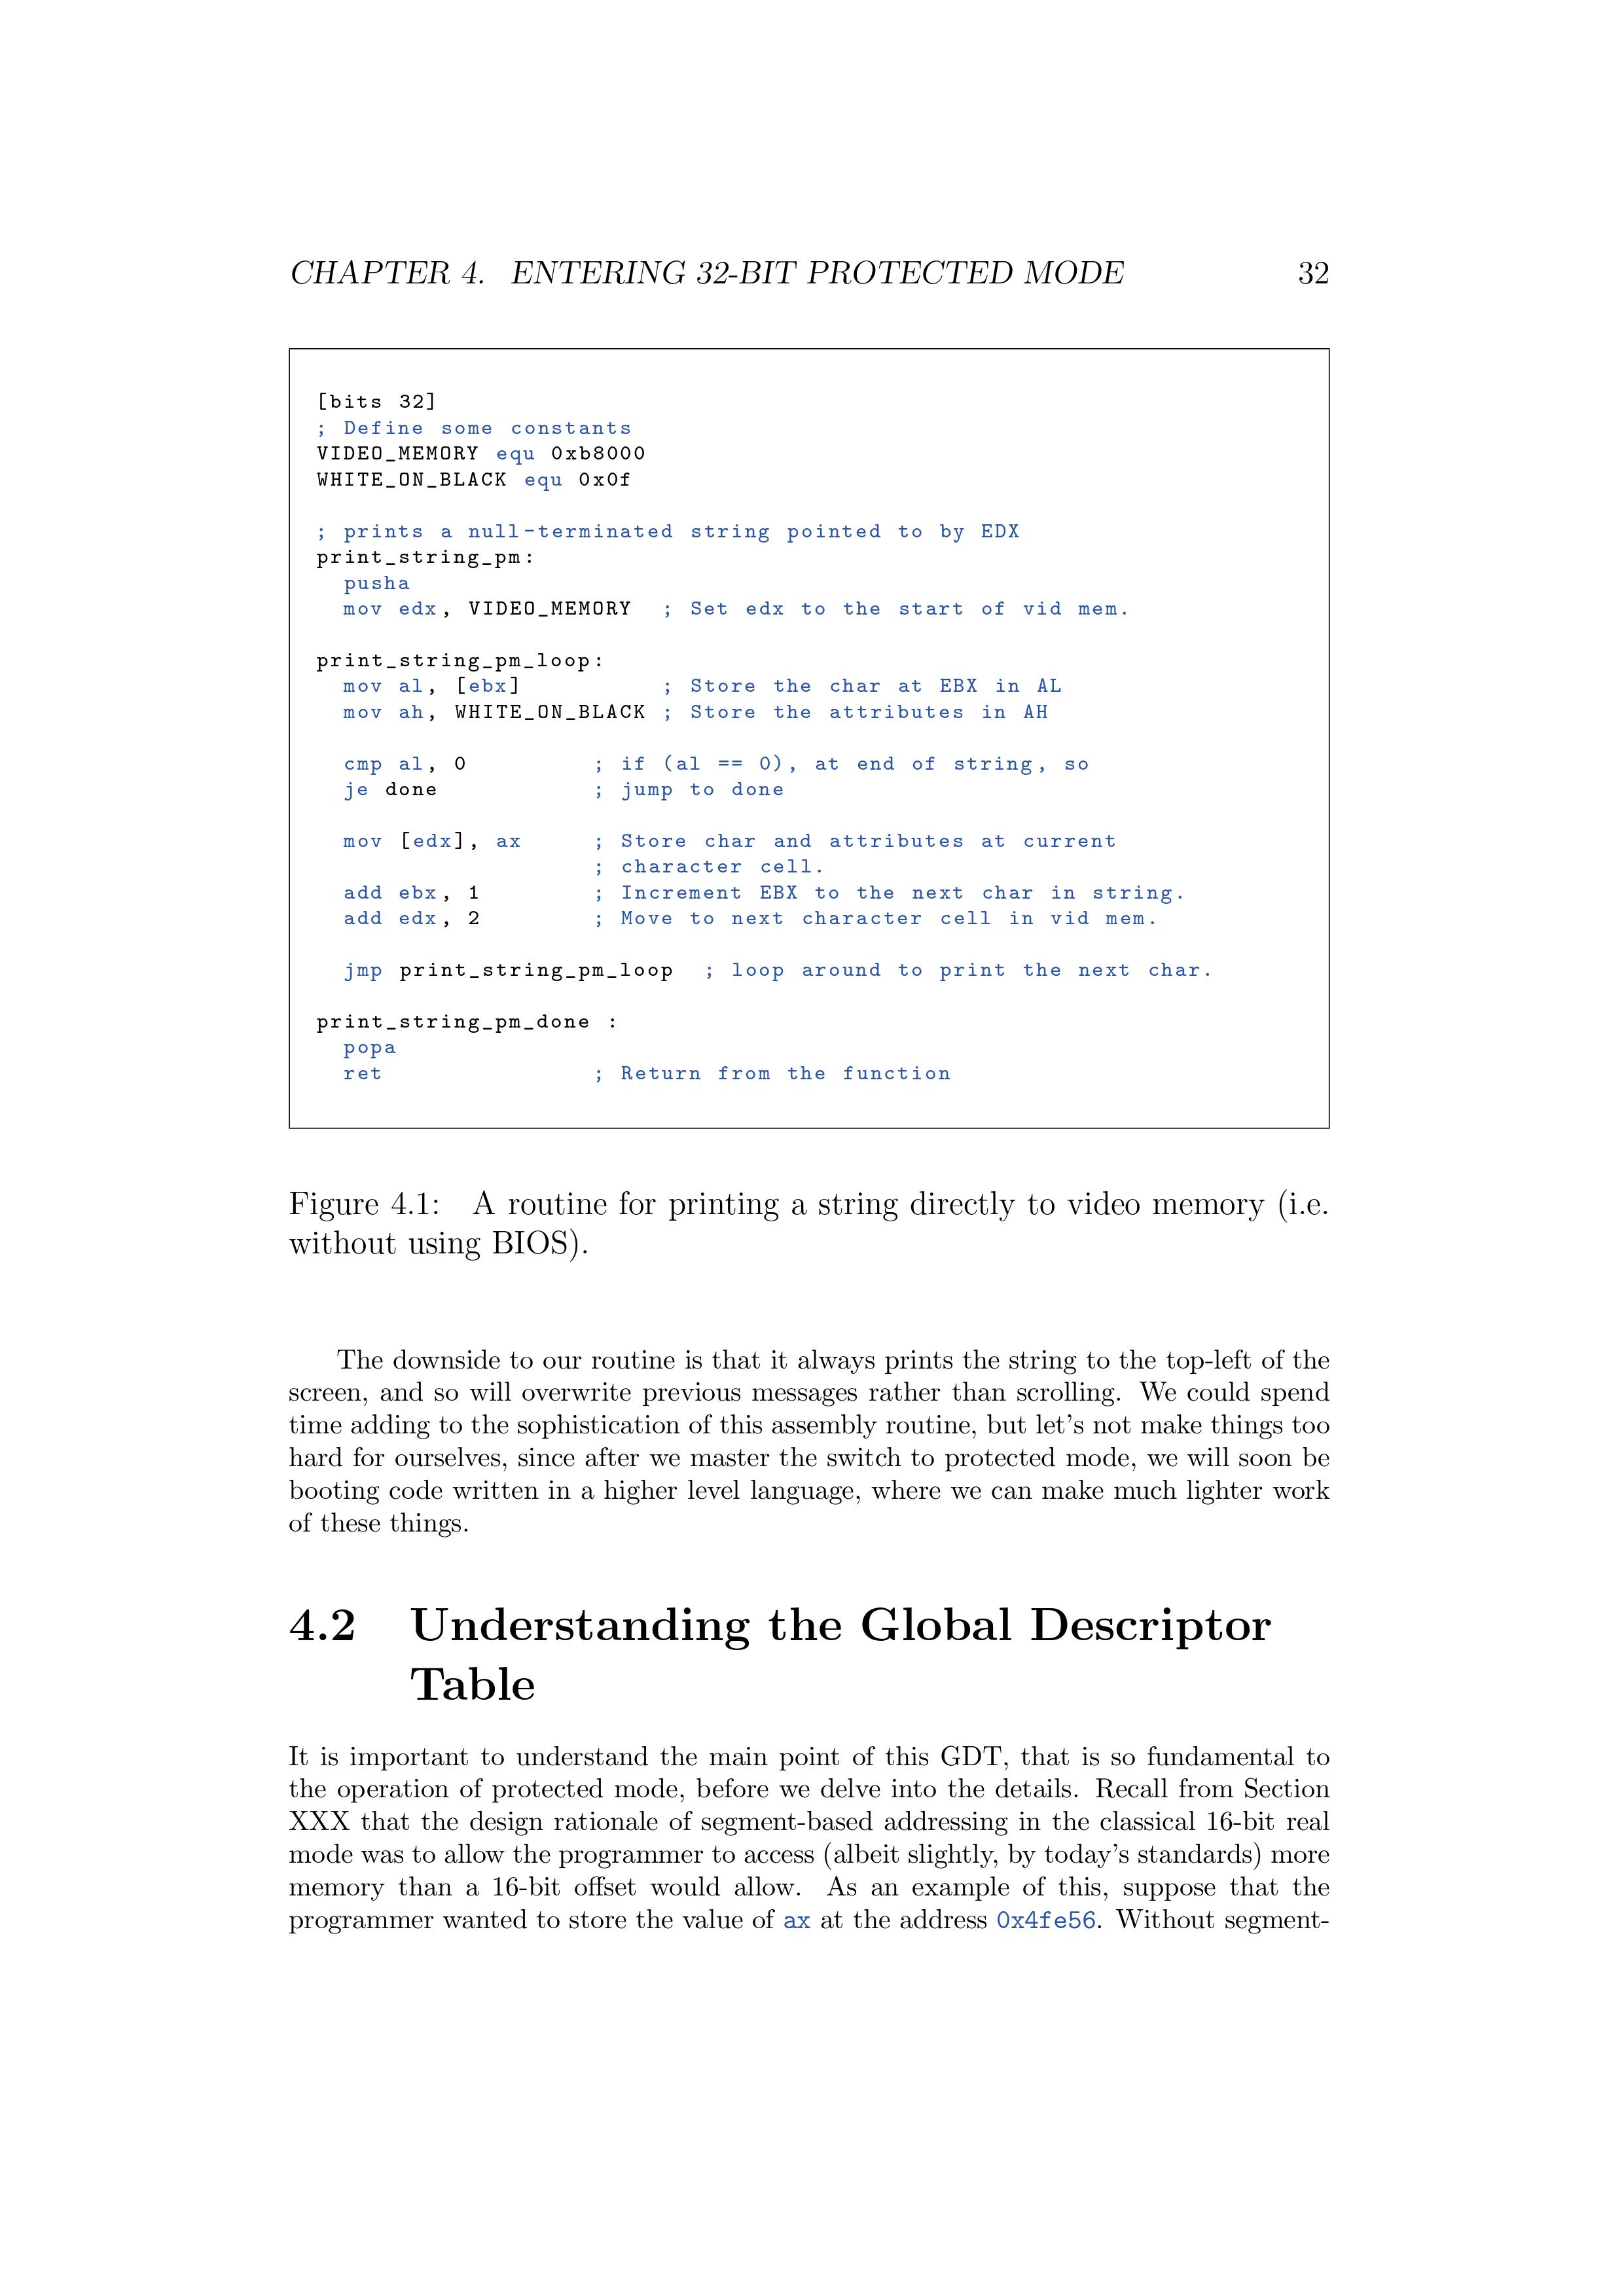 CHAPTER 4. ENTERING 32-BIT PROTECTED MODE 32
[bits 32]
; Define some constants
VIDEO_MEMORY equ 0xb8000
WHITE_ON_BLACK equ 0x0f
; prints a null-terminated string pointed to by EDX
print_string_pm:
pusha
mov edx, VIDEO_MEMORY ; Set edx to the start of vid mem.
print_string_pm_loop:
mov al, [ebx] ; Store the char at EBX in AL
mov ah, WHITE_ON_BLACK ; Store the attributes in AH
cmp al, 0 ; if (al == 0), at end of string, so
je done ; jump to done
mov [edx], ax ; Store char and attributes at current
; character cell.
add ebx, 1 ; Increment EBX to the next char in string.
add edx, 2 ; Move to next character cell in vid mem.
jmp print_string_pm_loop ; loop around to print the next char.
print_string_pm_done :
popa
ret ; Return from the function
Figure 4.1: A routine for printing a string directly to video memory (i.e.
without using BIOS).
The downside to our routine is that it always prints the string to the top-left of the
screen, and so will overwrite previous messages rather than scrolling. We could spend
time adding to the sophistication of this assembly routine, but let's not make things too
hard for ourselves, since after we master the switch to protected mode, we will soon be
booting code written in a higher level language, where we can make much lighter work
of these things.
4.2 Understanding the Global Descriptor
Table
It is important to understand the main point of this GDT, that is so fundamental to
the operation of protected mode, before we delve into the details. Recall from Section
XXX that the design rationale of segment-based addressing in the classical 16-bit real
mode was to allow the programmer to access (albeit slightly, by today's standards) more
memory than a 16-bit offset would allow. As an example of this, suppose that the
programmer wanted to store the value of ax at the address 0x4fe56. Without segment-